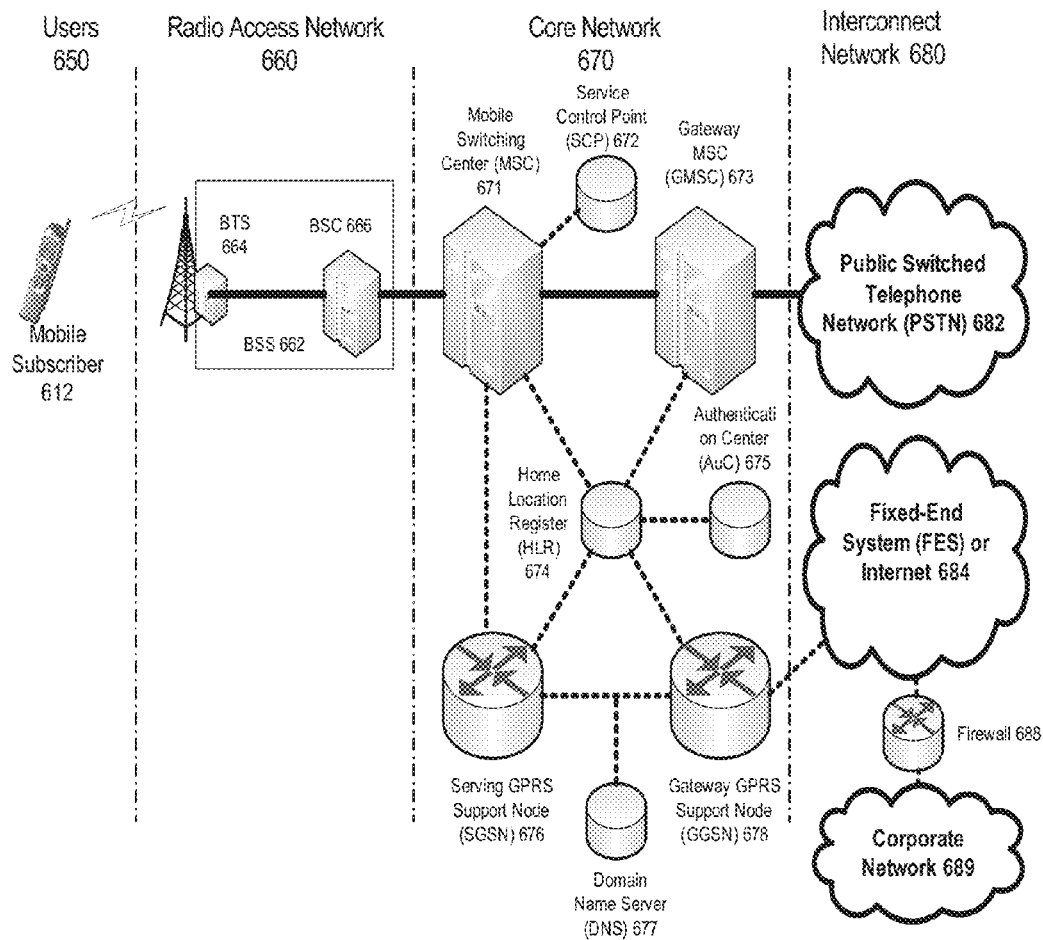 Users
650
Radio Access Network
660
Core Network
670
Interconnect
Network 680
Mobile
Switching
Center (MSC)
671
Service
Control Point
(SCP) 672
Gateway
MSC
(GMSC) 673
BTS
664
BSC 666
BSS 662
Mobile
Subscriber
612
Public Switched
Telephone
Network (PSTN) 682
Authenticati
on Center
(AuC) 675
Home
Location
Register
(HLR)
674
Fixed-End
System (FES) or
Internet 684
Firewall 688
Serving GPRS
Support Node
(SGSN) 676
Gateway GPRS
Support Node
(GGSN) 678
Domain
Name Server
(DNS) 677
Corporate
Network 689